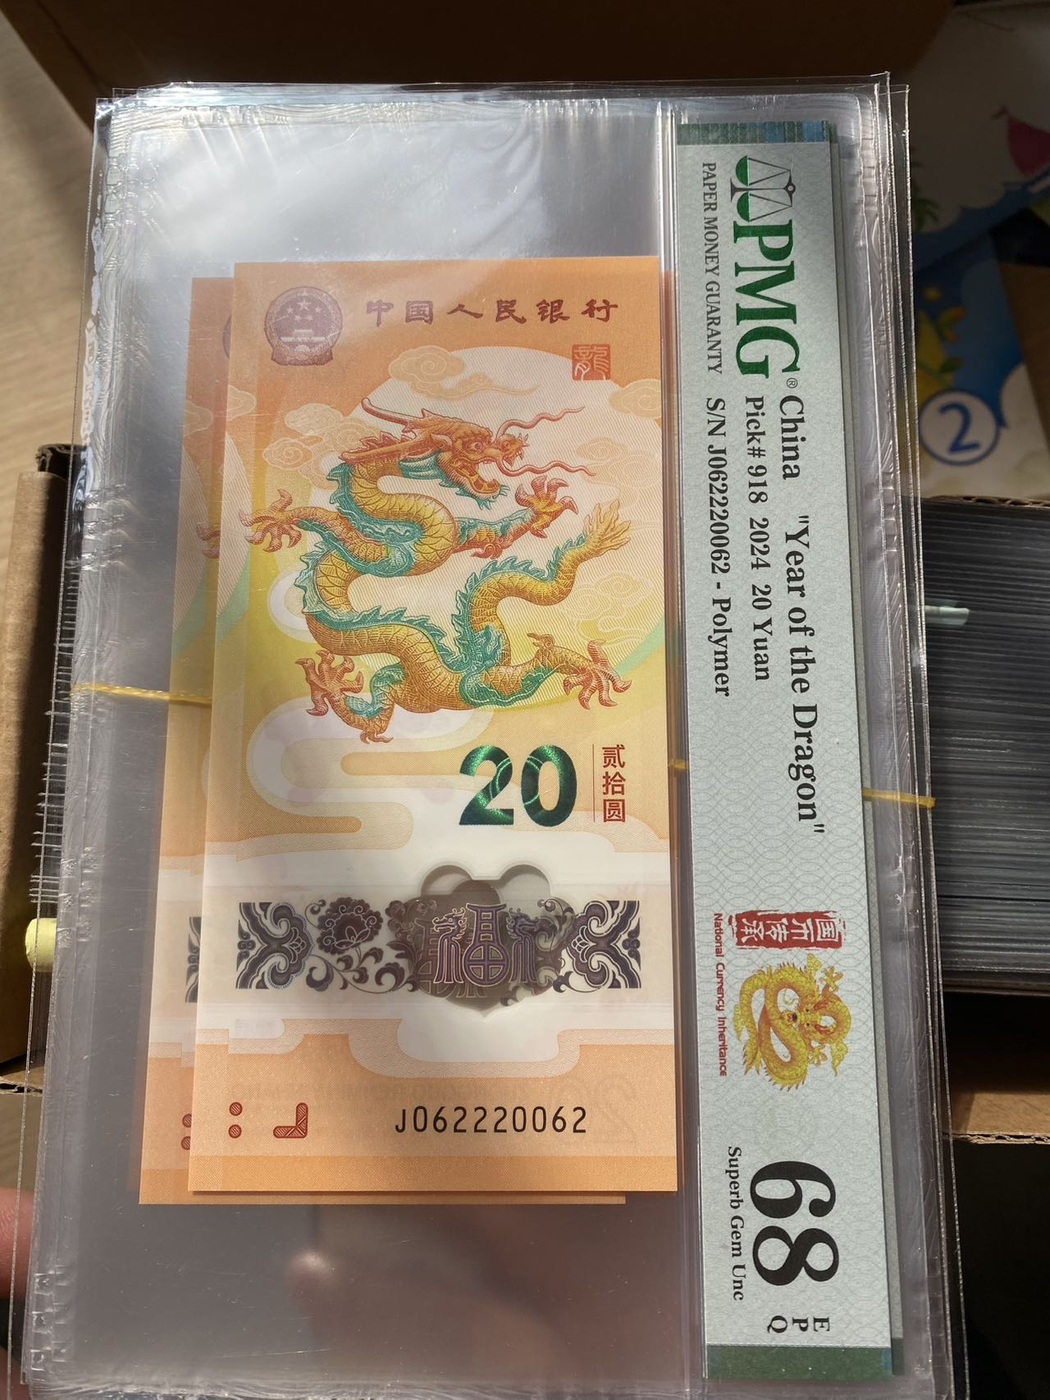 中国人民银行
龍
20
贰拾圆
J062220062
PMG®
PAPER MONEY GUARANTY
China "Year of the Dragon"
Pick# 918 2024 20 Yuan
S/N J062220062 - Polymer
国币传承
National Currency Inheritance
68
EPQ
Superb Gem Unc
2